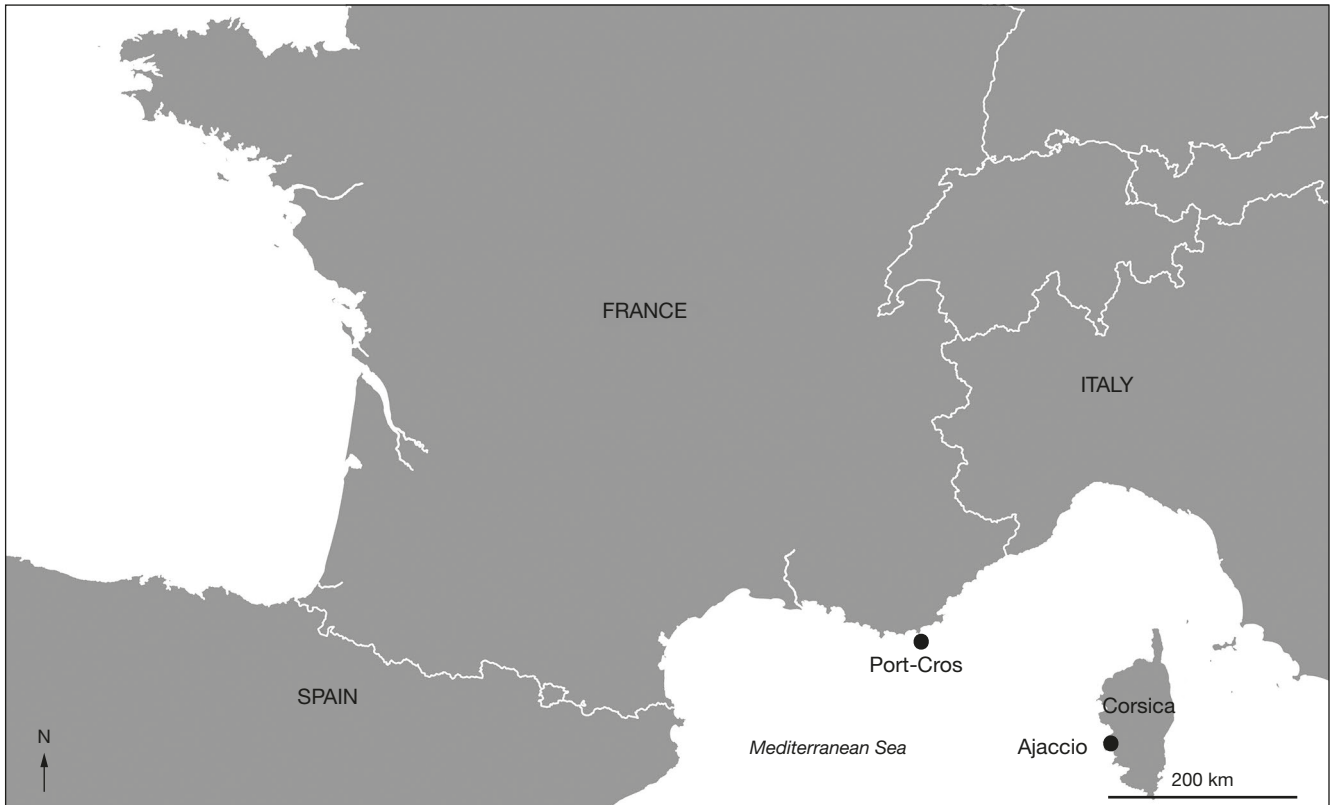 FRANCE
ITALY
Port-Cros
SPAIN
Corsica
N
Mediterranean Sea
Ajaccio
200 km